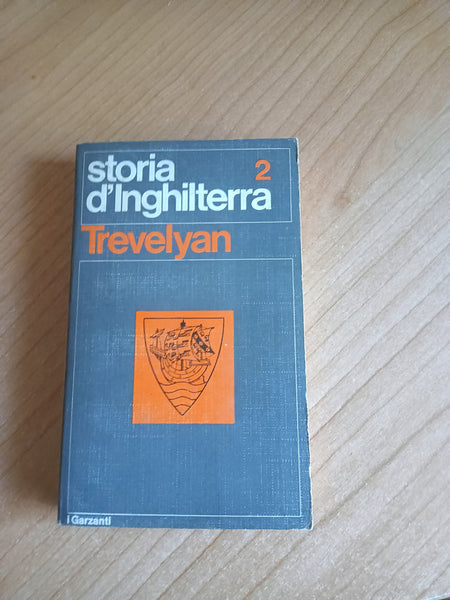 storia 2
d'Inghilterra
Trevelyan
i Garzanti